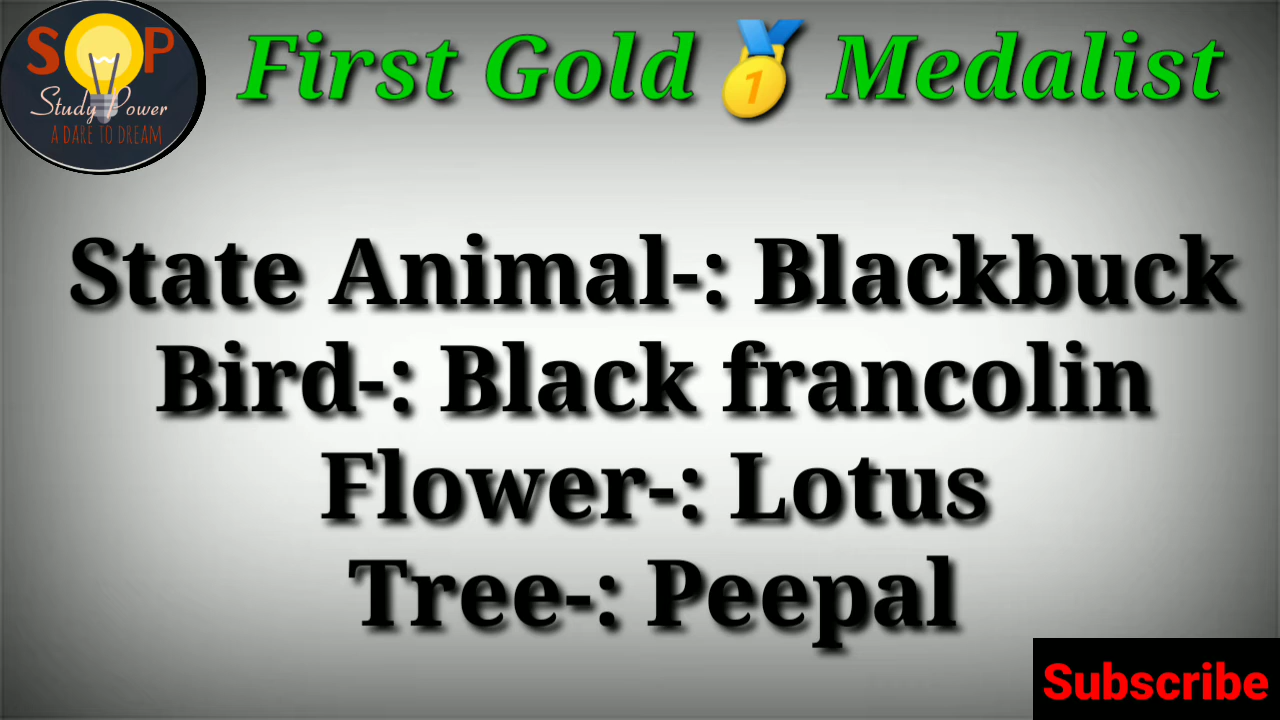 SOP
Study Power
A DARE TO DREAM
First Gold 🥇 Medalist
State Animal-: Blackbuck
Bird-: Black francolin
Flower-: Lotus
Tree-: Peepal
Subscribe